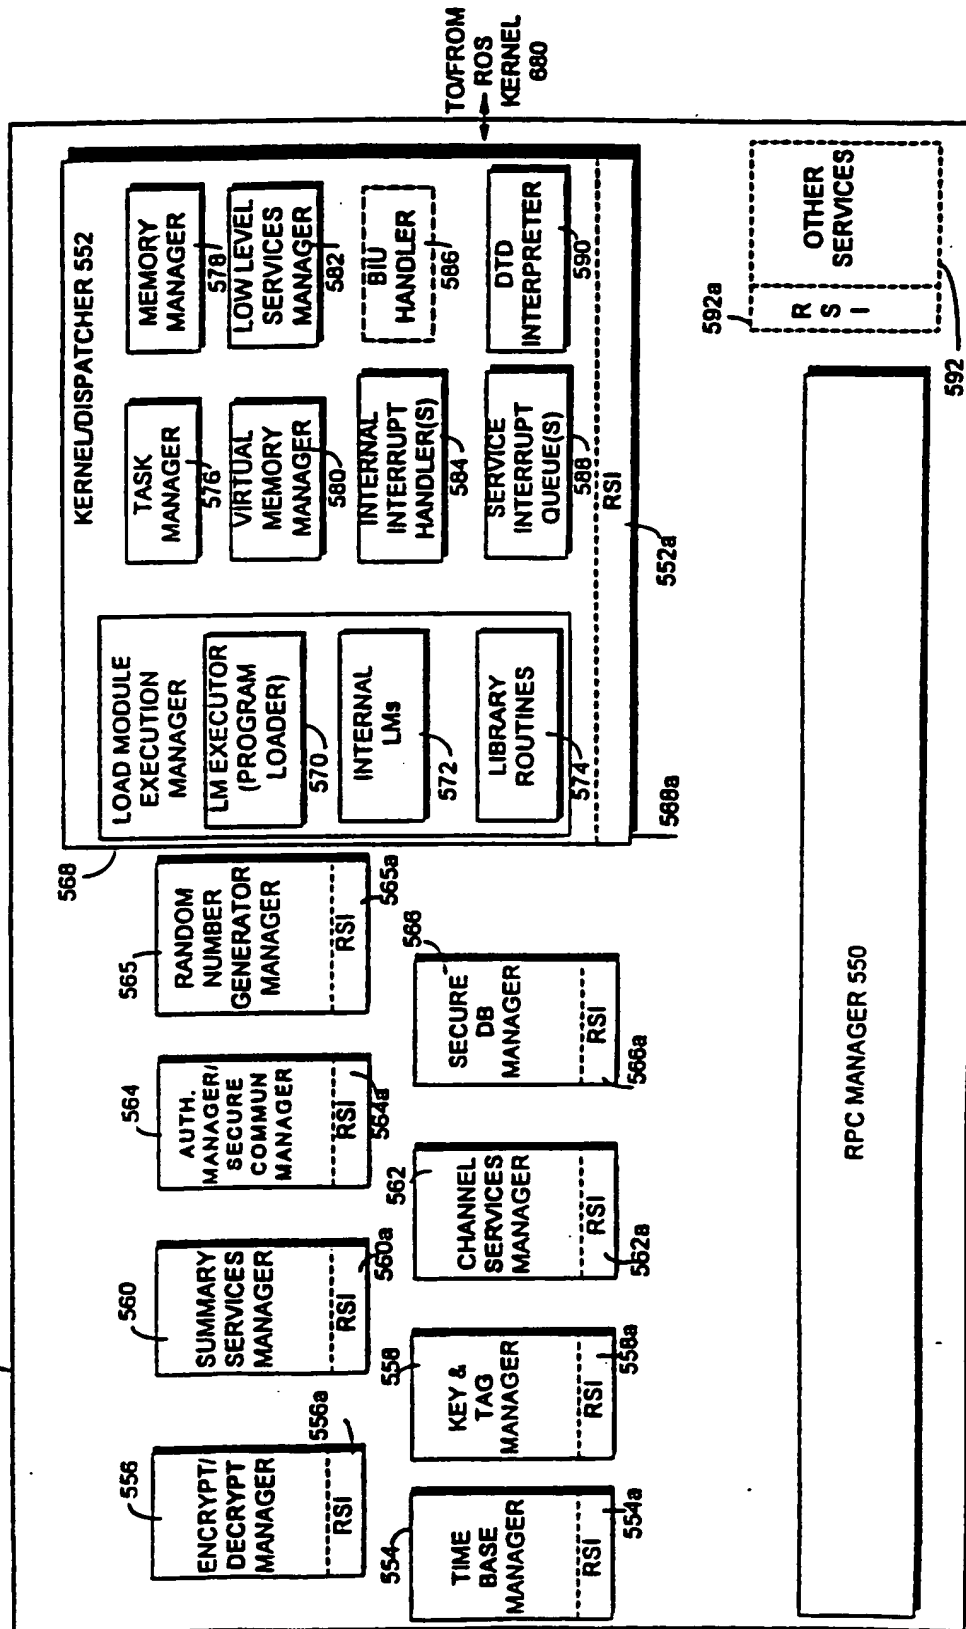 KERNEL/DISPATCHER 552
LOAD MODULE
EXECUTION
MANAGER
568
LM EXECUTOR
(PROGRAM
LOADER)
570
INTERNAL
LMs
572
LIBRARY
ROUTINES
574
568a
TASK
MANAGER
576
MEMORY
MANAGER
578
VIRTUAL
MEMORY
MANAGER
580
LOW LEVEL
SERVICES
MANAGER
582
INTERNAL
INTERRUPT
HANDLER(S)
584
BIU
HANDLER
586
SERVICE
INTERRUPT
QUEUE(S)
588
DTD
INTERPRETER
590
RSI
552a
TO/FROM
ROS
KERNEL
680
556
ENCRYPT/
DECRYPT
MANAGER
RSI
556a
560
SUMMARY
SERVICES
MANAGER
RSI
560a
564
AUTH.
MANAGER/
SECURE
COMMUN
MANAGER
RSI
564a
565
RANDOM
NUMBER
GENERATOR
MANAGER
RSI
565a
554
TIME
BASE
MANAGER
RSI
554a
558
KEY &
TAG
MANAGER
RSI
558a
562
CHANNEL
SERVICES
MANAGER
RSI
562a
566
SECURE
DB
MANAGER
RSI
566a
RPC MANAGER 550
592a
R
S
I
OTHER
SERVICES
592